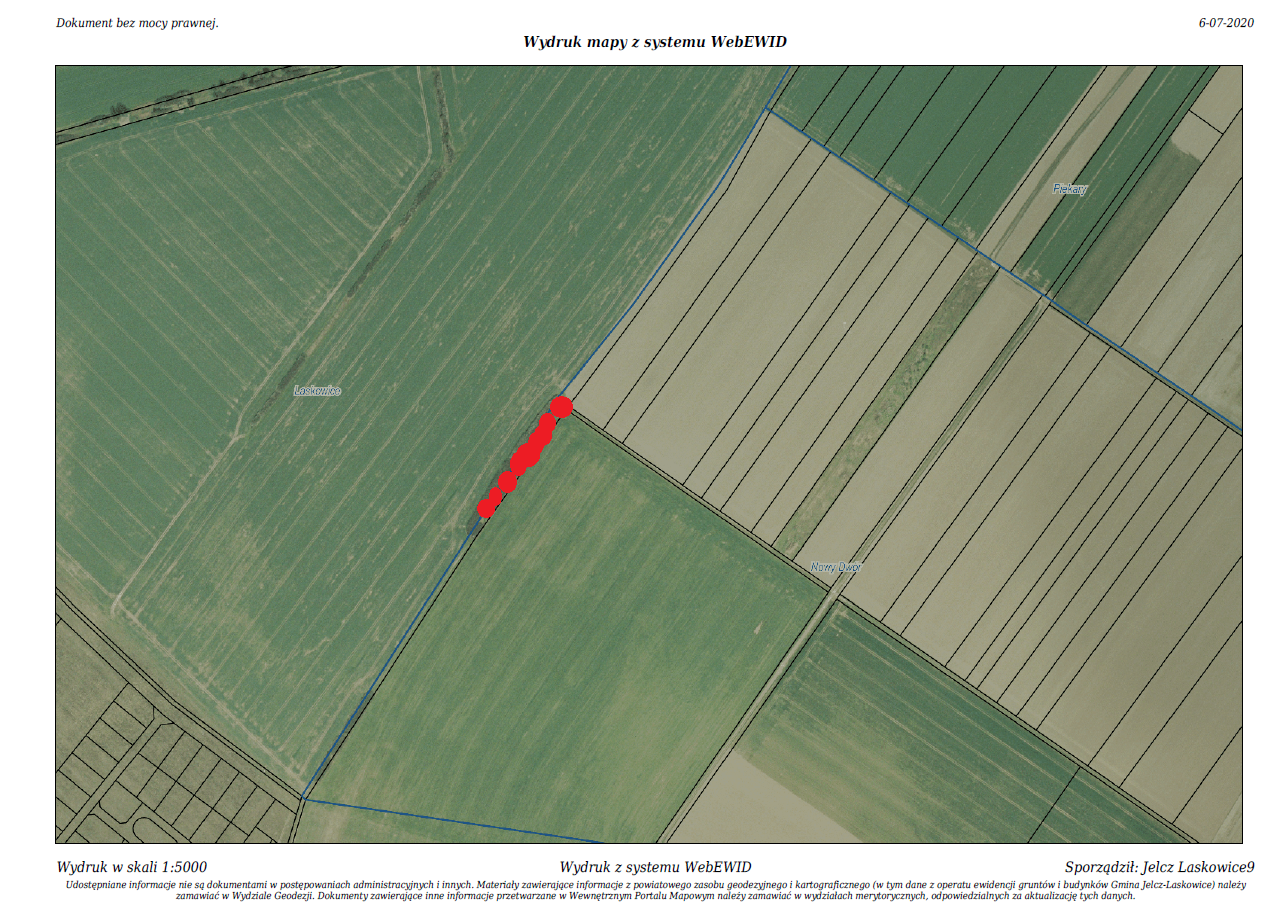 Dokument bez mocy prawnej.
6-07-2020
Wydruk mapy z systemu WebEWID
Piekary
Laskowice
Nowy Dwór
Wydruk w skali 1:5000
Wydruk z systemu WebEWID
Sporządził: Jelcz Laskowice9
Udostępniane informacje nie są dokumentami w postępowaniach administracyjnych i innych. Materiały zawierające informacje z powiatowego zasobu geodezyjnego i kartograficznego (w tym dane z operatu ewidencji gruntów i budynków Gmina Jelcz-Laskowice) należy
zamawiać w Wydziale Geodezji. Dokumenty zawierające inne informacje przetwarzane w Wewnętrznym Portalu Mapowym należy zamawiać w wydziałach merytorycznych, odpowiedzialnych za aktualizację tych danych.